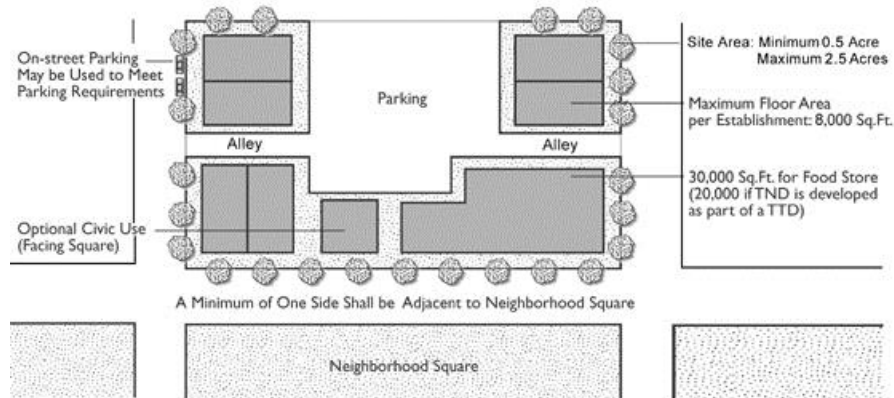 On-street Parking
May be Used to Meet
Parking Requirements
Parking
Site Area: Minimum 0.5 Acre
Maximum 2.5 Acres
Maximum Floor Area
per Establishment: 8,000 Sq.Ft.
Alley
Alley
30,000 Sq.Ft. for Food Store
(20,000 if TND is developed
as part of a TTD)
Optional Civic Use
(Facing Square)
A Minimum of One Side Shall be Adjacent to Neighborhood Square
Neighborhood Square